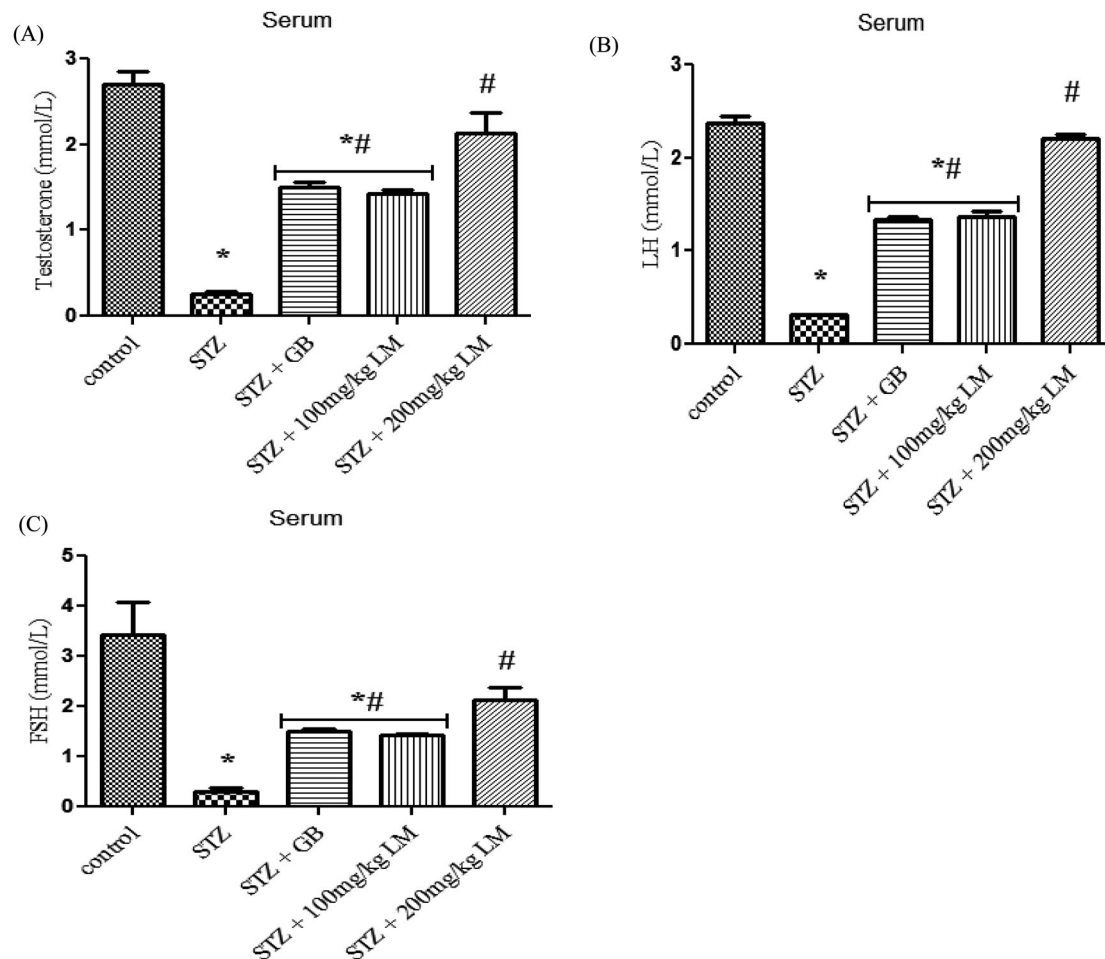 (A)
Serum
Testosterone (mmol/L)
3
2
1
0
*
*#
#
control
STZ
STZ + GB
STZ + 100mg/kg LM
STZ + 200mg/kg LM
(B)
Serum
LH (mmol/L)
3
2
1
0
*
*#
#
control
STZ
STZ + GB
STZ + 100mg/kg LM
STZ + 200mg/kg LM
(C)
Serum
FSH (mmol/L)
5
4
3
2
1
0
*
*#
#
control
STZ
STZ + GB
STZ + 100mg/kg LM
STZ + 200mg/kg LM